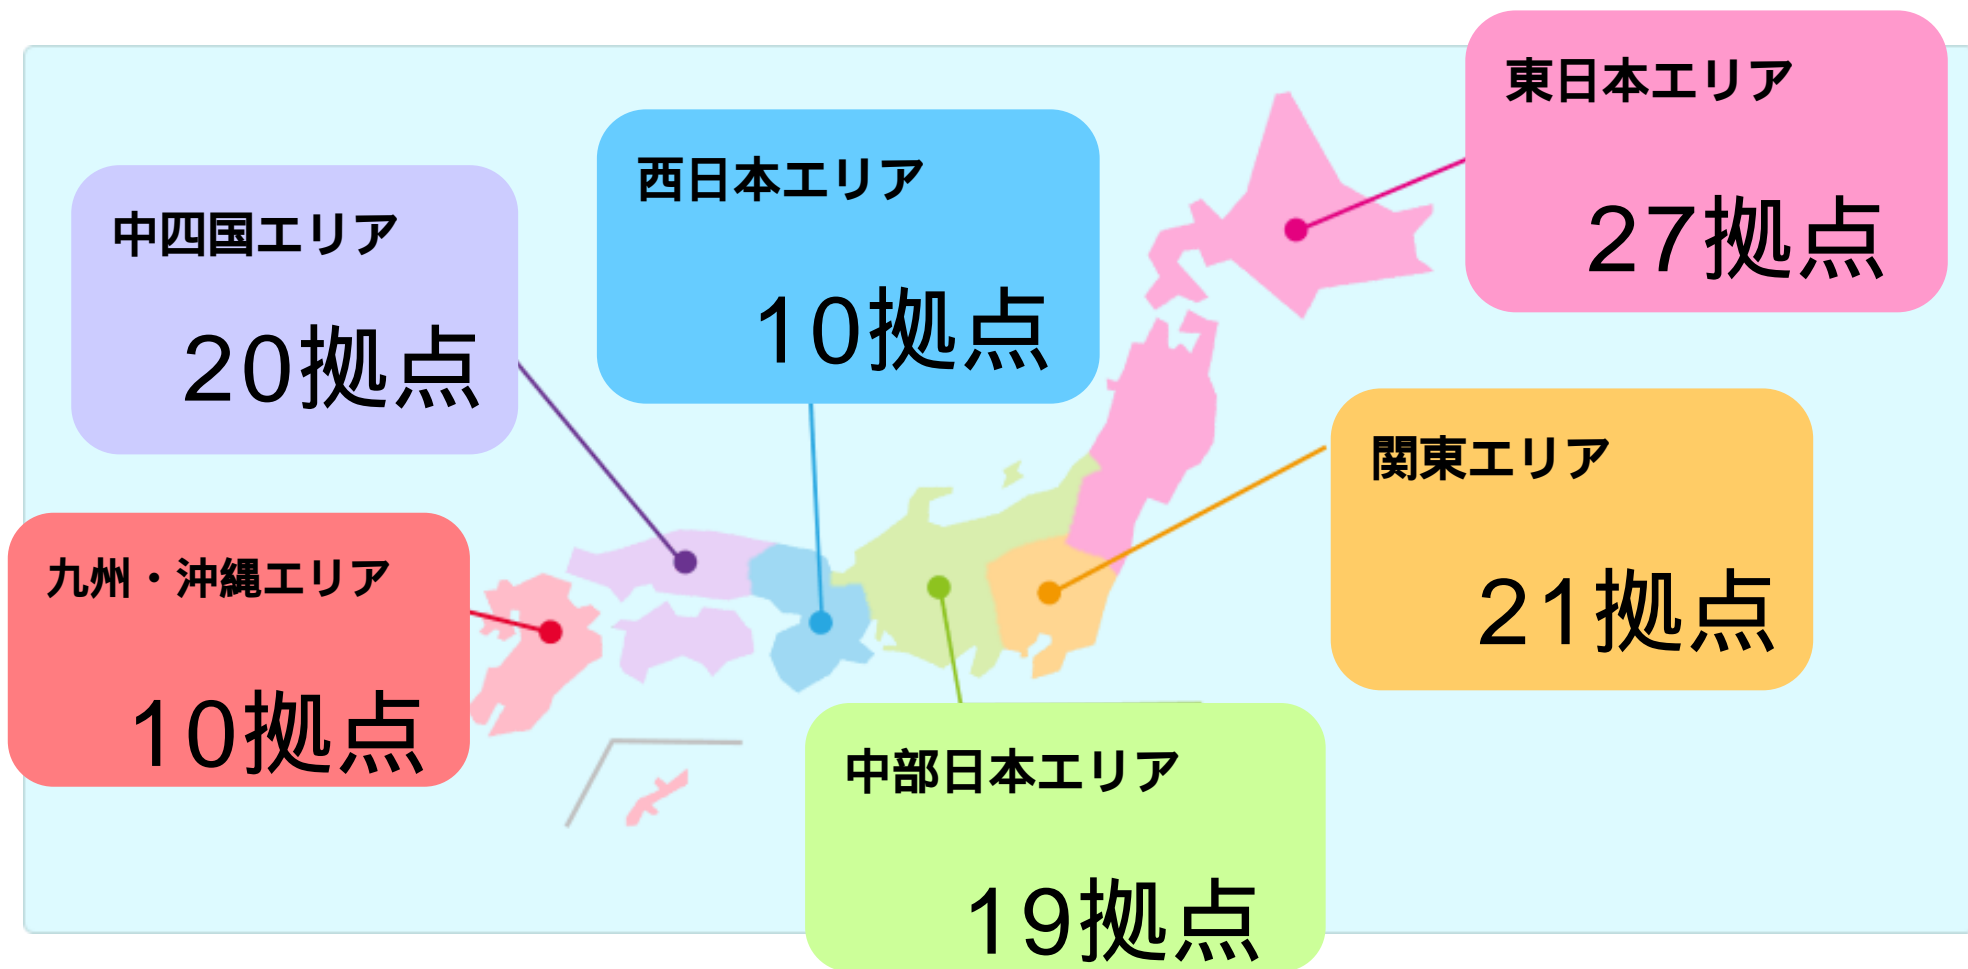 東日本エリア
27拠点
西日本エリア
10拠点
中四国エリア
20拠点
関東エリア
21拠点
九州・沖縄エリア
10拠点
中部日本エリア
19拠点